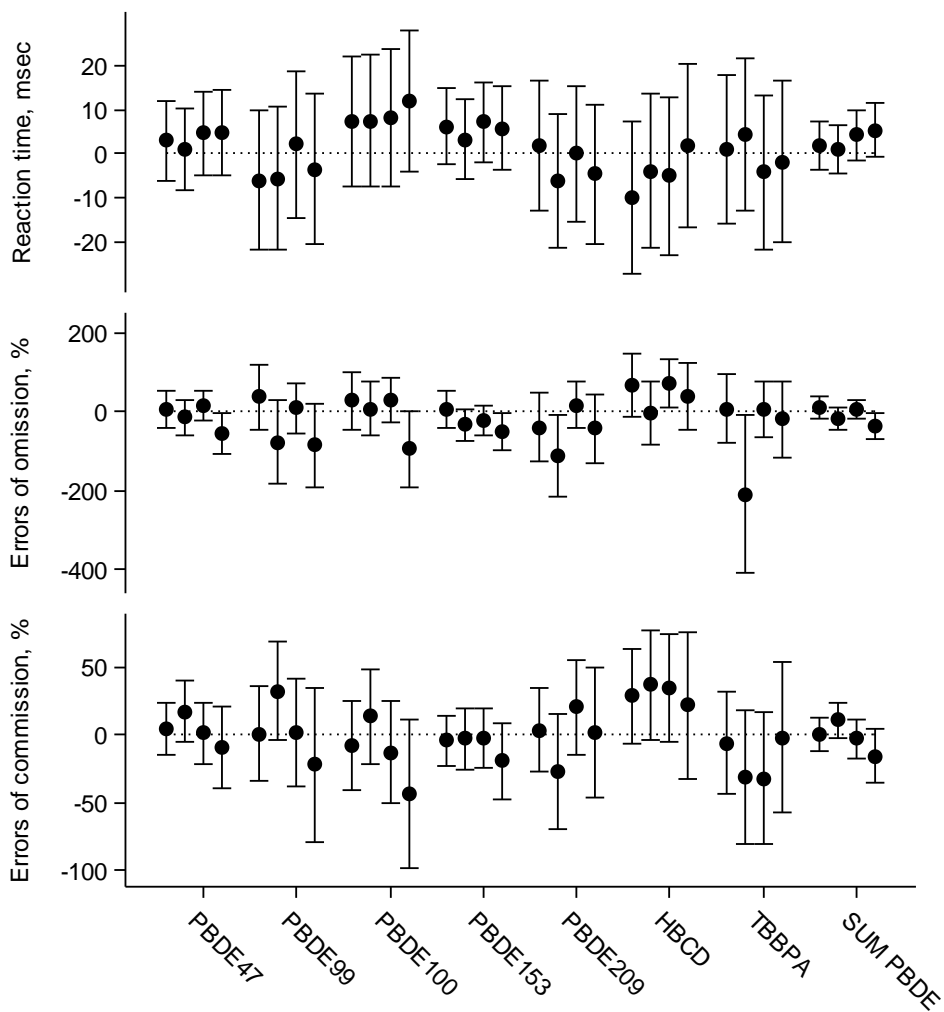 Reaction time, msec
20
10
0
-10
-20
Errors of omission, %
200
0
-200
-400
Errors of commission, %
50
0
-50
-100
PBDE47
PBDE99
PBDE100
PBDE153
PBDE209
HBCD
TBBPA
SUM PBDE